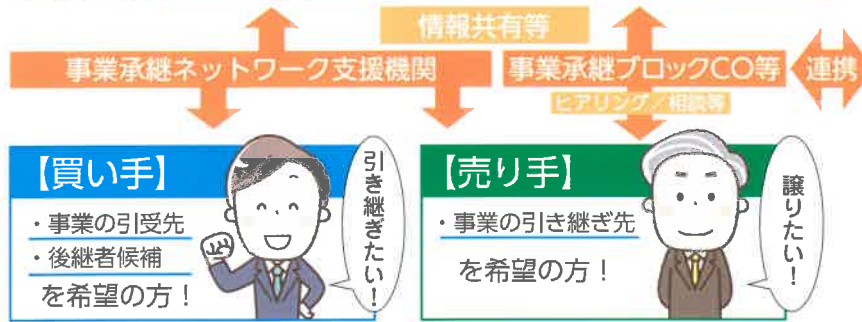 情報共有等
事業承継ネットワーク支援機関
事業承継ブロックCO等
連携
ヒアリング／相談等
【買い手】
・事業の引受先
・後継者候補
を希望の方！
引き継ぎたい！
【売り手】
・事業の引き継ぎ先
を希望の方！
譲りたい！